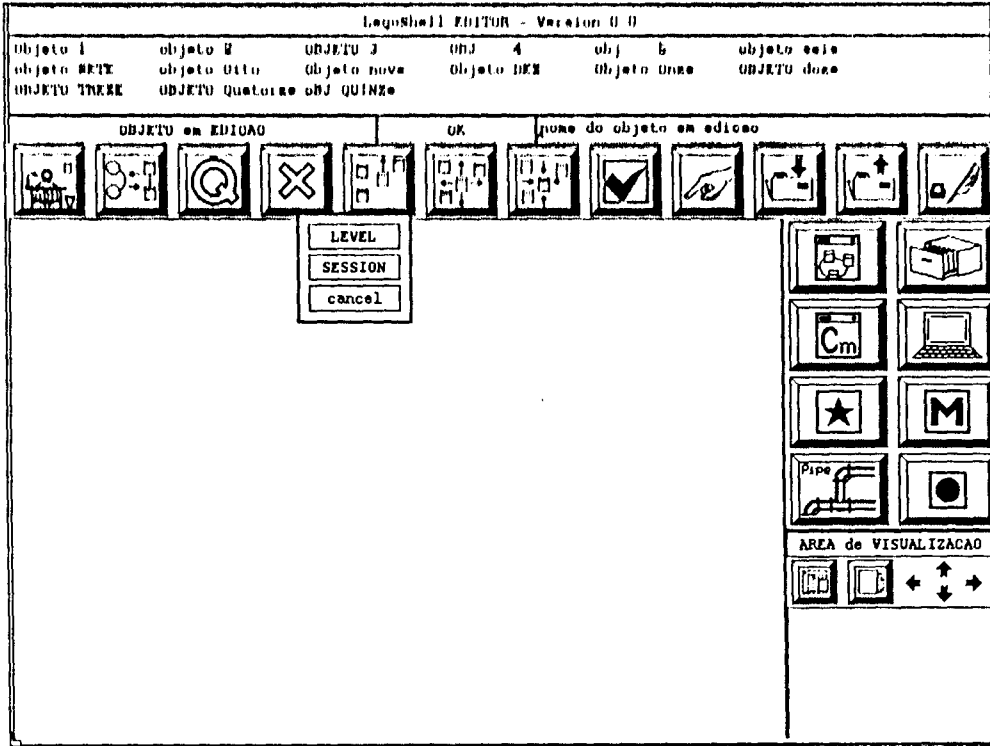 LegoShell EDITOR - Version 0.0
Objeto 1 objeto 2 OBJETO 3 OBJ 4 obj 5 objeto seis
objeto SETE objeto Oito Objeto nove Objeto DEZ Objeto Onze OBJETO doze
OBJETO TREZE OBJETO Quatorze oBJ QUINZe
OBJETO em EDICAO OK nome do objeto em edicao
Q
LEVEL
SESSION
cancel
Cm
M
Pipe
AREA de VISUALIZACAO